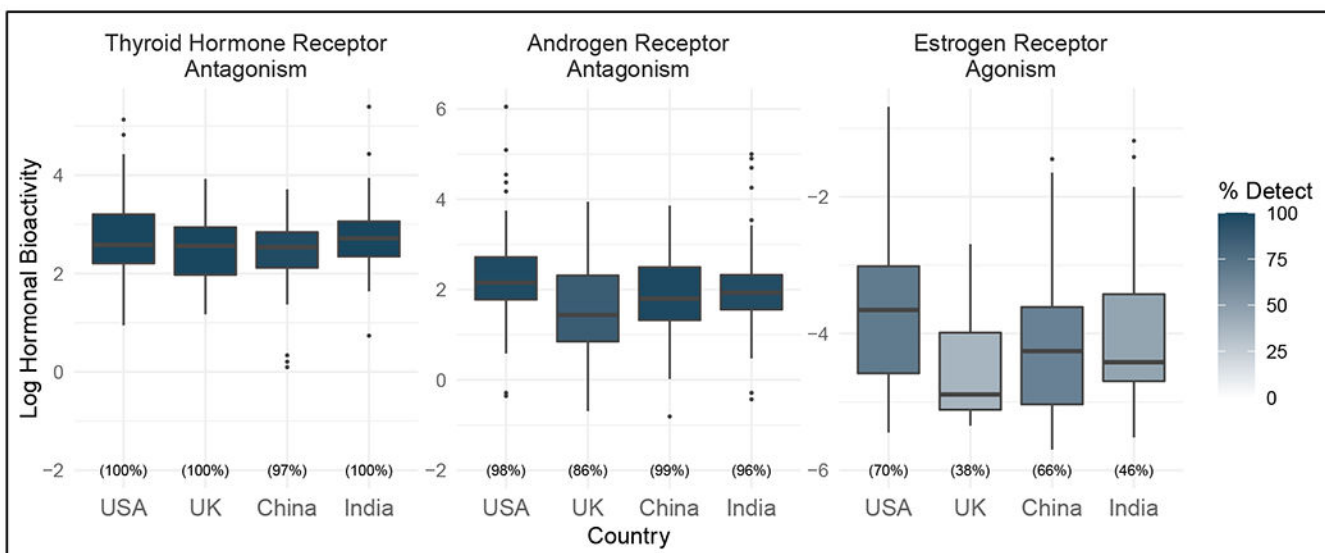 Thyroid Hormone Receptor
Antagonism
Androgen Receptor
Antagonism
Estrogen Receptor
Agonism
Log Hormonal Bioactivity
4
2
0
−2
6
4
2
0
−2
−2
−4
−6
(100%) (100%) (97%) (100%)
(98%) (86%) (99%) (96%)
(70%) (38%) (66%) (46%)
USA UK China India
USA UK China India
USA UK China India
Country
% Detect
100
75
50
25
0